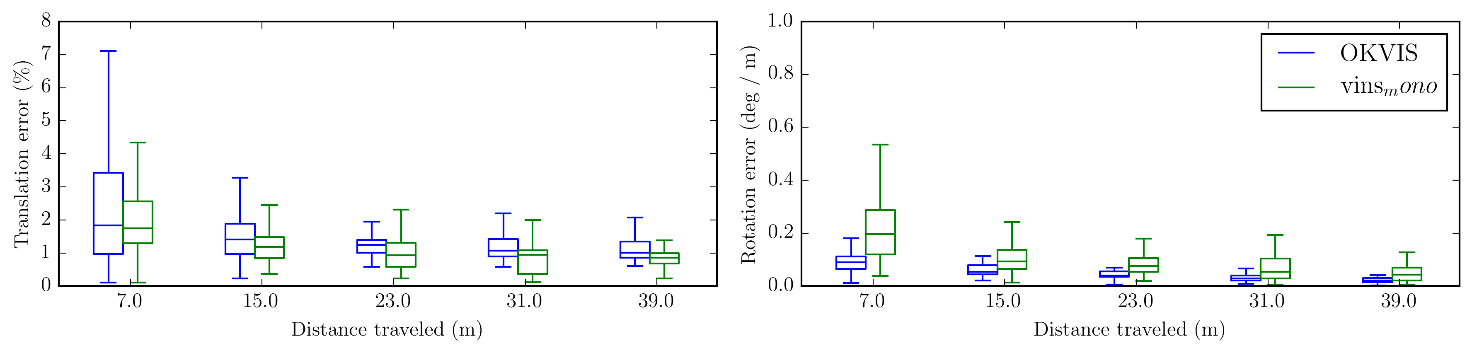 Translation error (%)
8
7
6
5
4
3
2
1
0
7.0 15.0 23.0 31.0 39.0
Distance traveled (m)
Rotation error (deg / m)
1.0
0.8
0.6
0.4
0.2
0.0
7.0 15.0 23.0 31.0 39.0
Distance traveled (m)
OKVIS
vinsₘono